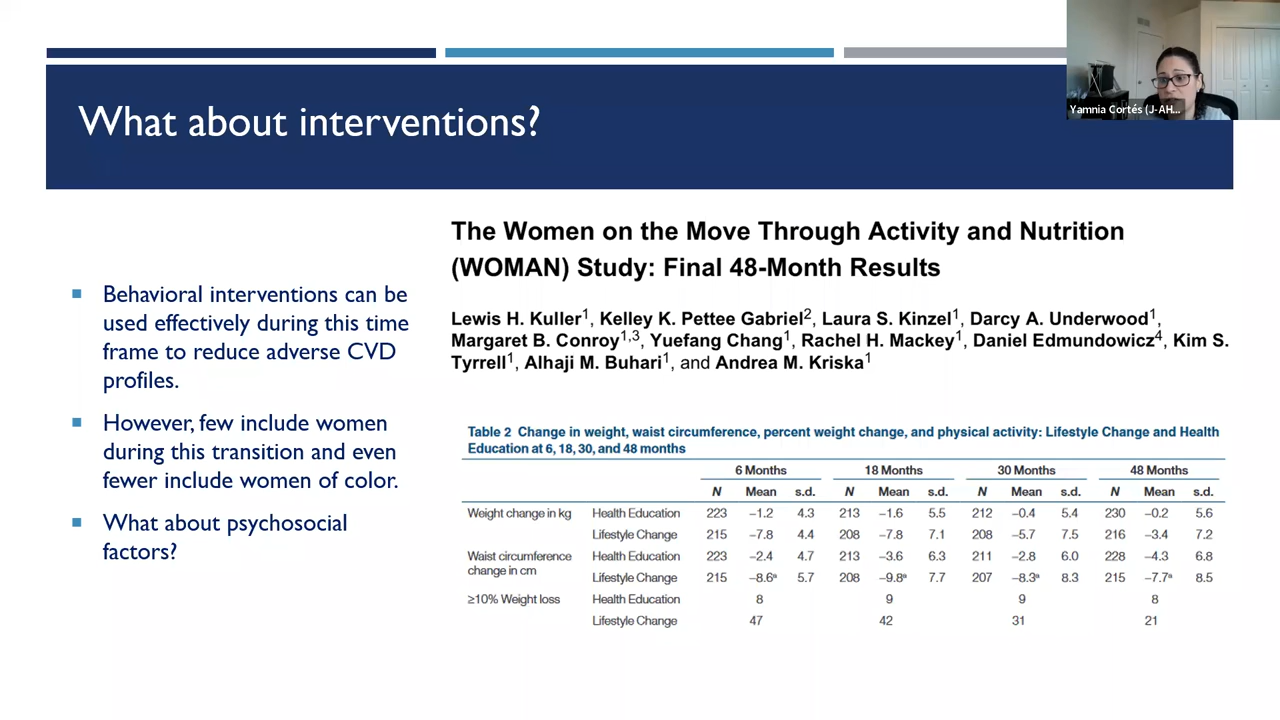 What about interventions?
Yamnia Cortés (J-AH...
Behavioral interventions can be
used effectively during this time
frame to reduce adverse CVD
profiles.
However, few include women
during this transition and even
fewer include women of color.
What about psychosocial
factors?
The Women on the Move Through Activity and Nutrition
(WOMAN) Study: Final 48-Month Results
Lewis H. Kuller1, Kelley K. Pettee Gabriel2, Laura S. Kinzel1, Darcy A. Underwood1,
Margaret B. Conroy1,3, Yuefang Chang1, Rachel H. Mackey1, Daniel Edmundowicz4, Kim S.
Tyrrell1, Alhaji M. Buhari1, and Andrea M. Kriska1
Table 2 Change in weight, waist circumference, percent weight change, and physical activity: Lifestyle Change and Health
Education at 6, 18, 30, and 48 months
6 Months 18 Months 30 Months 48 Months
N Mean s.d. N Mean s.d. N Mean s.d. N Mean s.d.
Weight change in kg Health Education 223 −1.2 4.3 213 −1.6 5.5 212 −0.4 5.4 230 −0.2 5.6
Lifestyle Change 215 −7.8 4.4 208 −7.8 7.1 208 −5.7 7.5 216 −3.4 7.2
Waist circumference Health Education 223 −2.4 4.7 213 −3.6 6.3 211 −2.8 6.0 228 −4.3 6.8
change in cm Lifestyle Change 215 −8.6a 5.7 208 −9.8a 7.7 207 −8.3a 8.3 215 −7.7a 8.5
≥10% Weight loss Health Education 8 9 9 8
Lifestyle Change 47 42 31 21